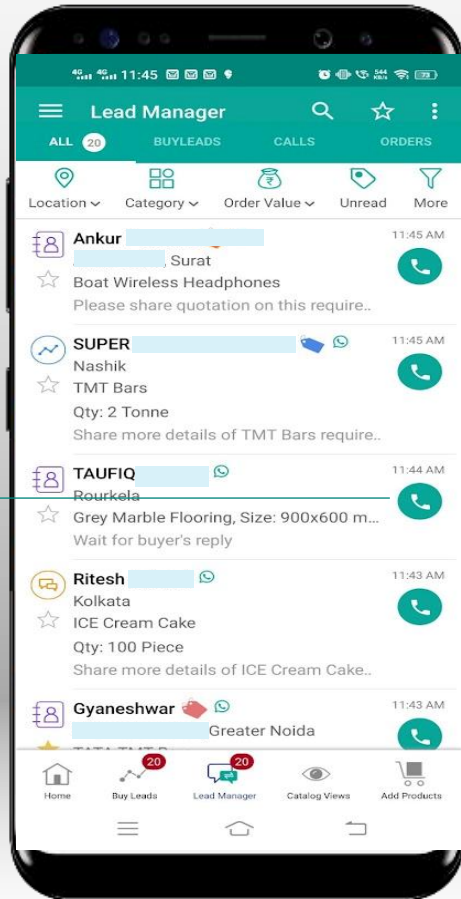 4G 4G 11:45 544 KB/s 73
Lead Manager
ALL 20 BUYLEADS CALLS ORDERS
Location Category Order Value Unread More
Ankur 11:45 AM
, Surat
Boat Wireless Headphones
Please share quotation on this require..
SUPER 11:45 AM
Nashik
TMT Bars
Qty: 2 Tonne
Share more details of TMT Bars require..
TAUFIQ 11:44 AM
Rourkela
Grey Marble Flooring, Size: 900x600 m...
Wait for buyer's reply
Ritesh 11:43 AM
Kolkata
ICE Cream Cake
Qty: 100 Piece
Share more details of ICE Cream Cake..
Gyaneshwar 11:43 AM
Greater Noida
20 20
Home Buy Leads Lead Manager Catalog Views Add Products